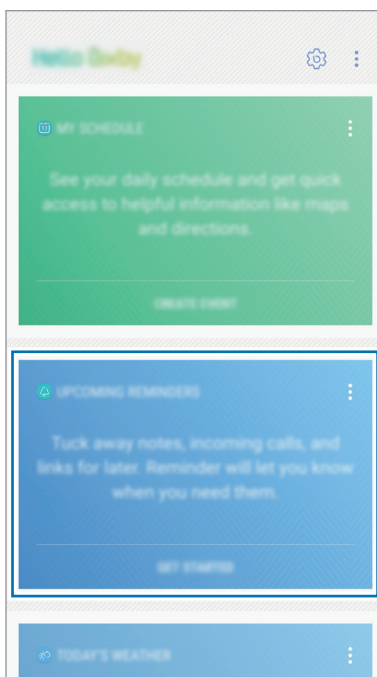 Hello Bixby
MY SCHEDULE
See your daily schedule and get quick
access to helpful information like maps
and directions.
CREATE EVENT
UPCOMING REMINDERS
Tuck away notes, incoming calls, and
links for later. Reminder will let you know
when you need them.
GET STARTED
TODAY'S WEATHER